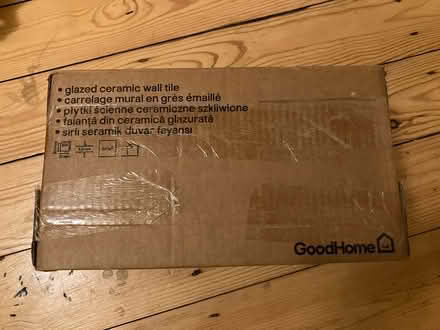 • glazed ceramic wall tile
• carrelage mural en grès émaillé
• płytki ścienne ceramiczne szkliwione
• faianță din ceramică glazurată
• sırlı seramik duvar fayansı
GoodHome